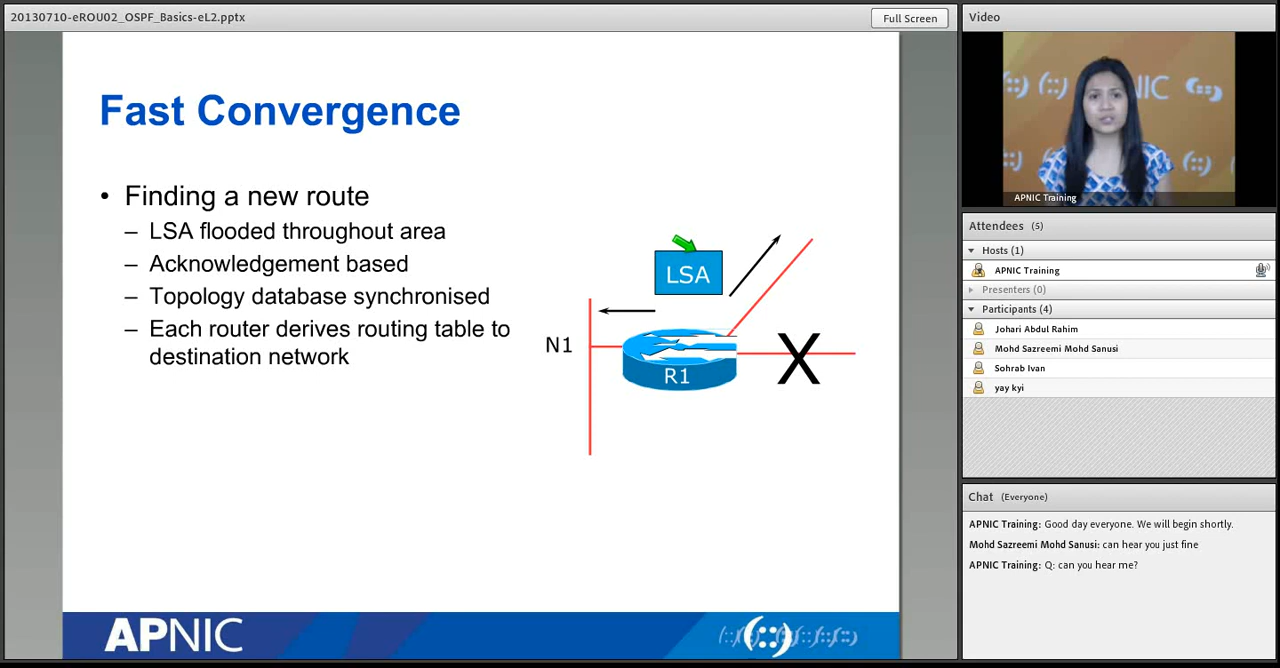 20130710-eROU02_OSPF_Basics-eL2.pptx
Full Screen
Fast Convergence
• Finding a new route
– LSA flooded throughout area
– Acknowledgement based
– Topology database synchronised
– Each router derives routing table to
destination network
LSA
N1
R1
X
APNIC
Video
NIC
APNIC Training
Attendees (5)
Hosts (1)
APNIC Training
Presenters (0)
Participants (4)
Johari Abdul Rahim
Mohd Sazreemi Mohd Sanusi
Sohrab Ivan
yay kyi
Chat (Everyone)
APNIC Training: Good day everyone. We will begin shortly.
Mohd Sazreemi Mohd Sanusi: can hear you just fine
APNIC Training: Q: can you hear me?